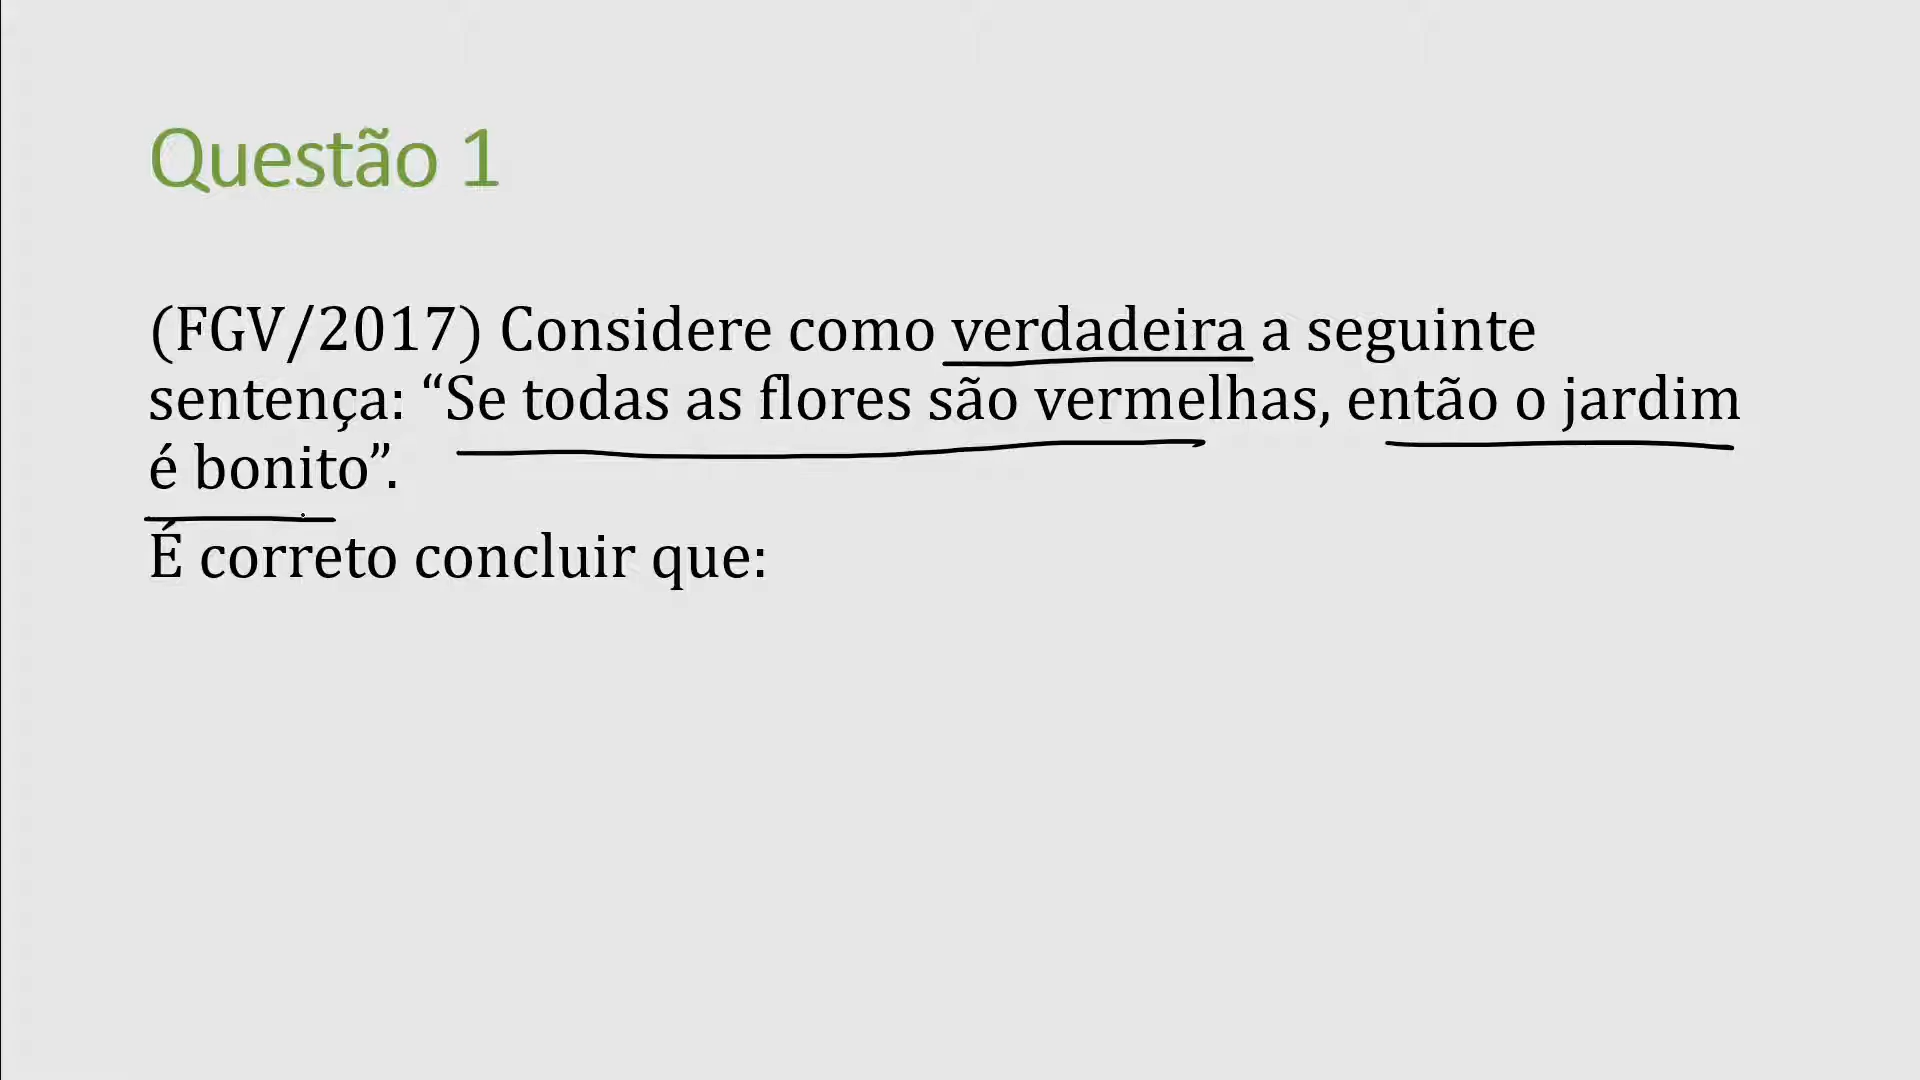 Questão 1
(FGV/2017) Considere como verdadeira a seguinte
sentença: “Se todas as flores são vermelhas, então o jardim
é bonito”.
É correto concluir que: